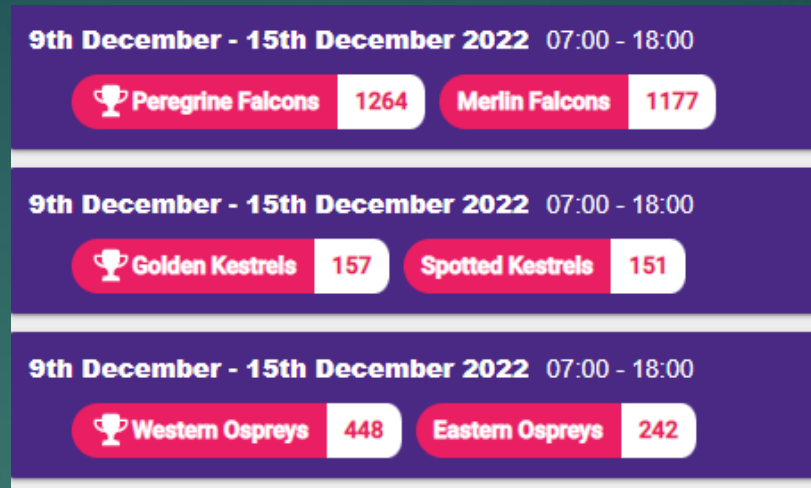 9th December - 15th December 2022 07:00 - 18:00
Peregrine Falcons 1264 Merlin Falcons 1177
9th December - 15th December 2022 07:00 - 18:00
Golden Kestrels 157 Spotted Kestrels 151
9th December - 15th December 2022 07:00 - 18:00
Western Ospreys 448 Eastern Ospreys 242